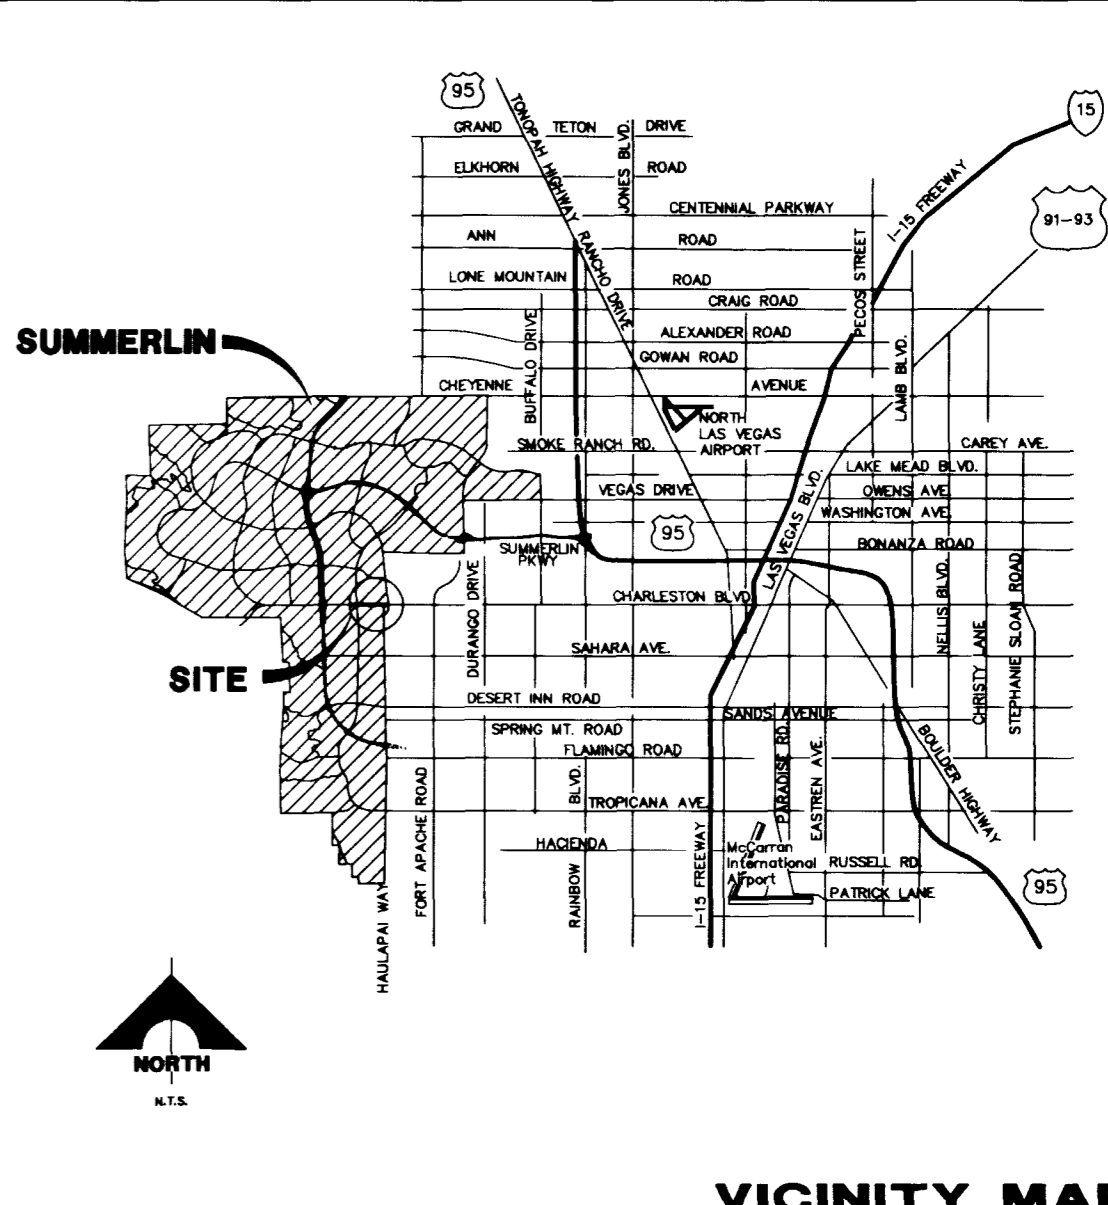 95
15
TONOPAH HIGHWAY
GRAND TETON DRIVE
JONES BLVD.
ELKHORN ROAD
I-15 FREEWAY
91-93
CENTENNIAL PARKWAY
ANN ROAD
RANCHO DRIVE
PECOS STREET
LONE MOUNTAIN ROAD
CRAIG ROAD
SUMMERLIN
BUFFALO DRIVE
ALEXANDER ROAD
GOWAN ROAD
LAMB BLVD.
CHEYENNE AVENUE
NORTH
LAS VEGAS
AIRPORT
SMOKE RANCH RD.
CAREY AVE.
LAKE MEAD BLVD.
VEGAS DRIVE
OWENS AVE.
LAS VEGAS BLVD.
WASHINGTON AVE.
95
SUMMERLIN
PKWY
BONANZA ROAD
DURANGO DRIVE
CHARLESTON BLVD.
NELLIS BLVD.
STEPHANIE SLOAN ROAD
CHRISTY LANE
SAHARA AVE.
SITE
DESERT INN ROAD
SANDS AVENUE
SPRING MT. ROAD
FLAMINGO ROAD
PARADISE RD.
EASTREN AVE.
BOULDER HIGHWAY
FORT APACHE ROAD
RAINBOW BLVD.
TROPICANA AVE.
HACIENDA
I-15 FREEWAY
McCarran
International
Airport
RUSSELL RD.
PATRICK LANE
95
HAULAPAI WAY
NORTH
N.T.S.
VICINITY MAP